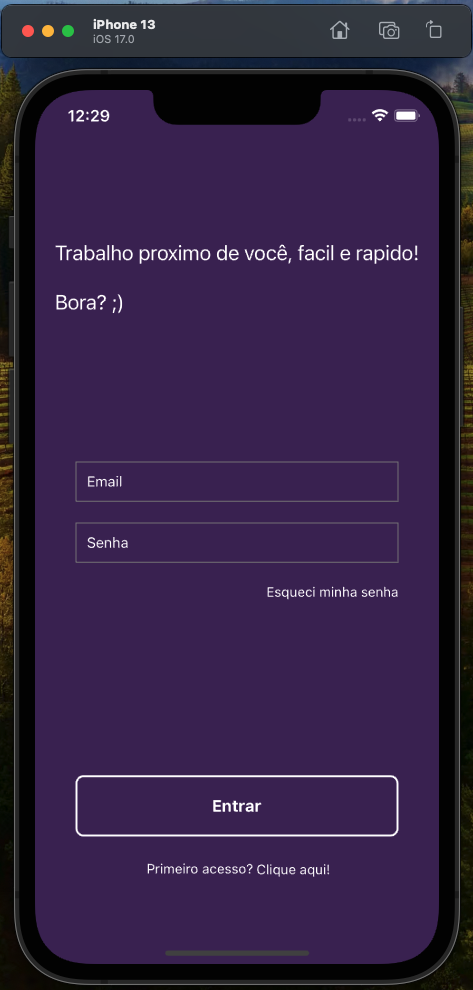 iPhone 13
iOS 17.0
12:29
Trabalho proximo de você, facil e rapido!
Bora? ;)
Email
Senha
Esqueci minha senha
Entrar
Primeiro acesso? Clique aqui!